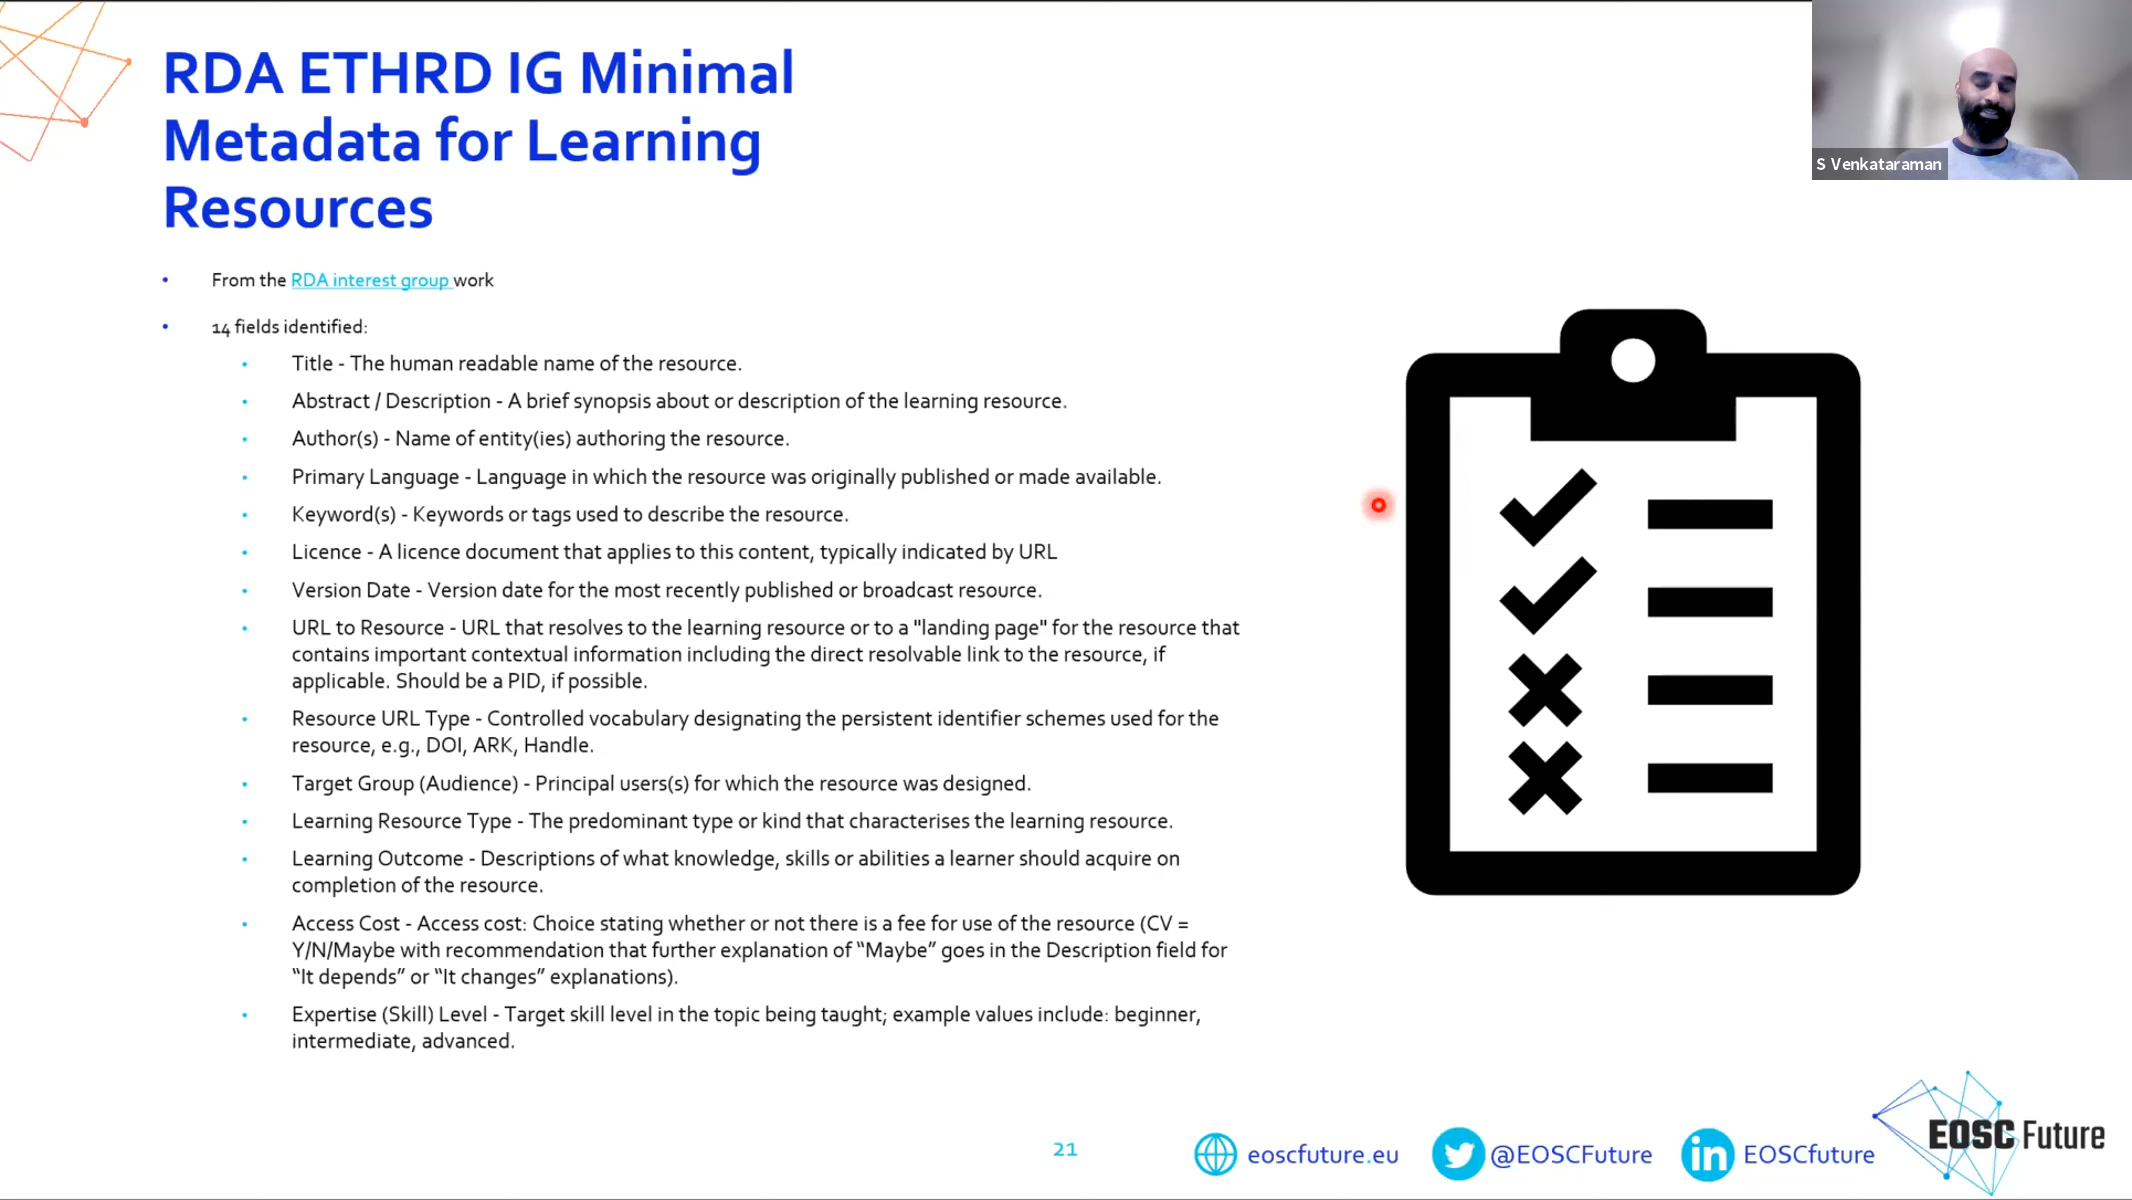 RDA ETHRD IG Minimal
Metadata for Learning
Resources
S Venkataraman
• From the RDA interest group work
• 14 fields identified:
• Title - The human readable name of the resource.
• Abstract / Description - A brief synopsis about or description of the learning resource.
• Author(s) - Name of entity(ies) authoring the resource.
• Primary Language - Language in which the resource was originally published or made available.
• Keyword(s) - Keywords or tags used to describe the resource.
• Licence - A licence document that applies to this content, typically indicated by URL
• Version Date - Version date for the most recently published or broadcast resource.
• URL to Resource - URL that resolves to the learning resource or to a "landing page" for the resource that
contains important contextual information including the direct resolvable link to the resource, if
applicable. Should be a PID, if possible.
• Resource URL Type - Controlled vocabulary designating the persistent identifier schemes used for the
resource, e.g., DOI, ARK, Handle.
• Target Group (Audience) - Principal users(s) for which the resource was designed.
• Learning Resource Type - The predominant type or kind that characterises the learning resource.
• Learning Outcome - Descriptions of what knowledge, skills or abilities a learner should acquire on
completion of the resource.
• Access Cost - Access cost: Choice stating whether or not there is a fee for use of the resource (CV =
Y/N/Maybe with recommendation that further explanation of “Maybe” goes in the Description field for
“It depends” or “It changes” explanations).
• Expertise (Skill) Level - Target skill level in the topic being taught; example values include: beginner,
intermediate, advanced.
21
eoscfuture.eu
@EOSCFuture
in EOSCfuture
EOSC Future